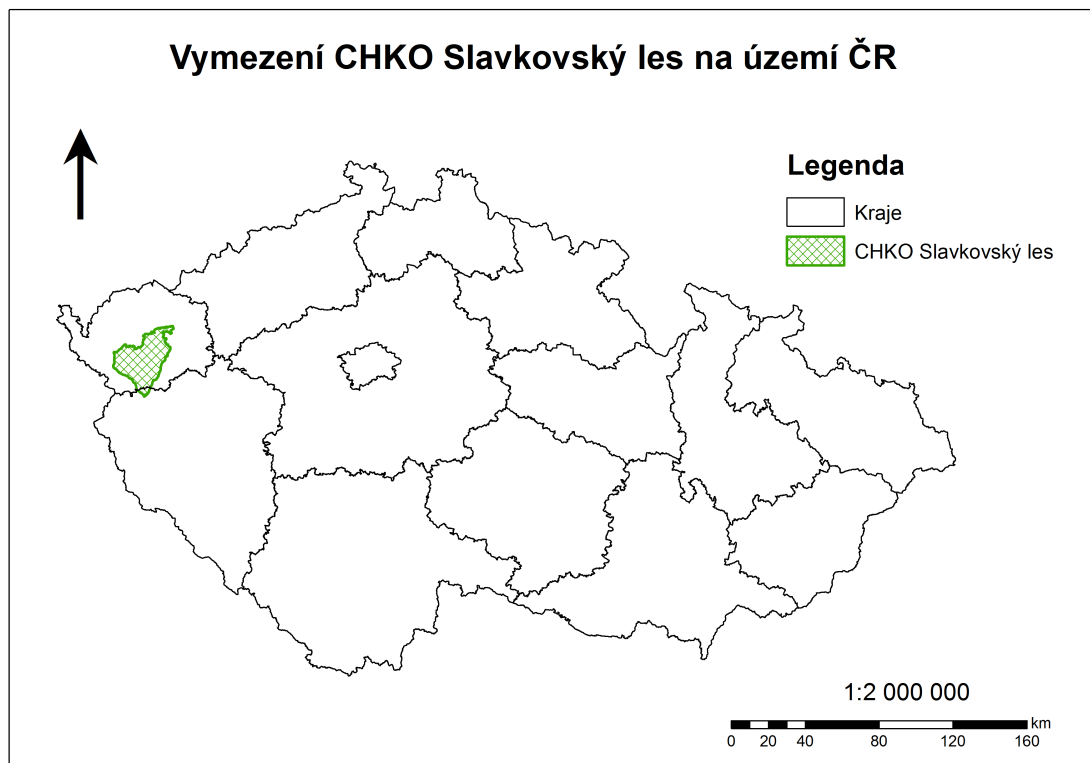 Vymezení CHKO Slavkovský les na území ČR
Legenda
Kraje
CHKO Slavkovský les
1:2 000 000
km
0 20 40 80 120 160